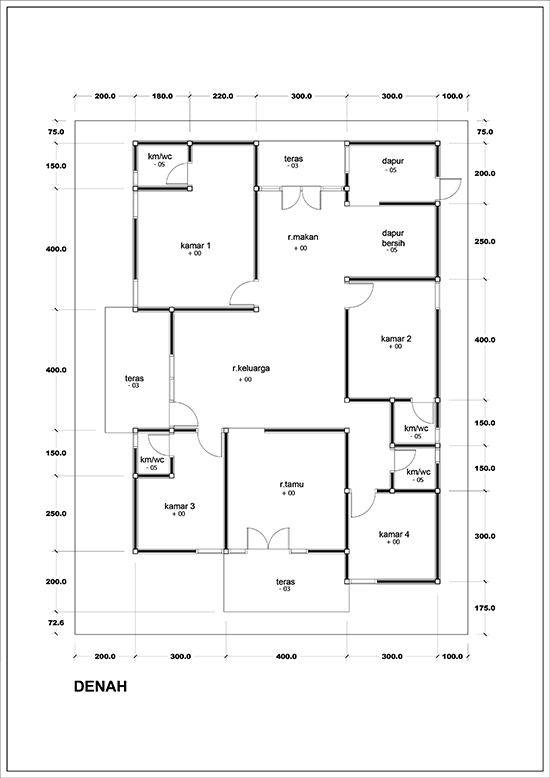 200.0 180.0 220.0 300.0 300.0 100.0
75.0 75.0
km/wc
- 05
teras
- 03
dapur
- 05
150.0 200.0
kamar 1
+ 00
r.makan
+ 00
dapur
bersih
- 05
400.0 250.0
kamar 2
+ 00
400.0
r.keluarga
+ 00
teras
- 03
400.0
km/wc
- 05
150.0
km/wc
- 05
km/wc
- 05
150.0 150.0
r.tamu
+ 00
kamar 3
+ 00
250.0
kamar 4
+ 00
300.0
teras
- 03
200.0
175.0
72.6
200.0 300.0 400.0 300.0 100.0
DENAH